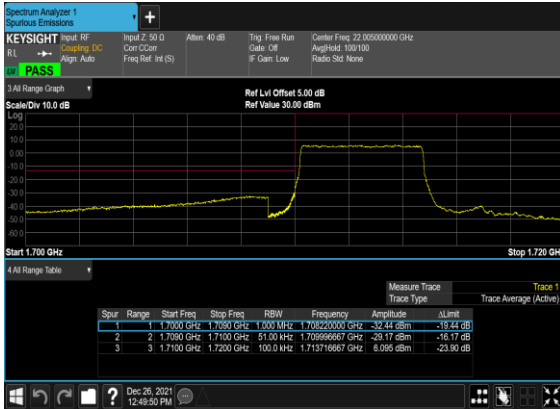 Spectrum Analyzer 1
Spurious Emissions
+
KEYSIGHT Input: RF Input Z: 50 Ω Atten: 40 dB Trig: Free Run Center Freq: 22.005000000 GHz
RL Coupling: DC Corr CCorr Gate: Off Avg|Hold: 100/100
Align: Auto Freq Ref: Int (S) IF Gain: Low Radio Std: None
PASS
3 All Range Graph
Ref Lvl Offset 5.00 dB
Scale/Div 10.0 dB Ref Value 30.00 dBm
Log
20.0
10.0
0.00
-10.0
-20.0
-30.0
-40.0
-50.0
-60.0
Start 1.700 GHz Stop 1.720 GH
4 All Range Table
Measure Trace Trace 1
Trace Type Trace Average (Active)
Spur Range Start Freq Stop Freq RBW Frequency Amplitude ΔLimit
1 1 1.7000 GHz 1.7090 GHz 1.000 MHz 1.708220000 GHz -32.44 dBm -19.44 dB
2 2 1.7090 GHz 1.7100 GHz 51.00 kHz 1.709996667 GHz -29.17 dBm -16.17 dB
3 3 1.7100 GHz 1.7200 GHz 100.0 kHz 1.713716667 GHz 6.095 dBm -23.90 dB
? Dec 26, 2021
12:49:50 PM